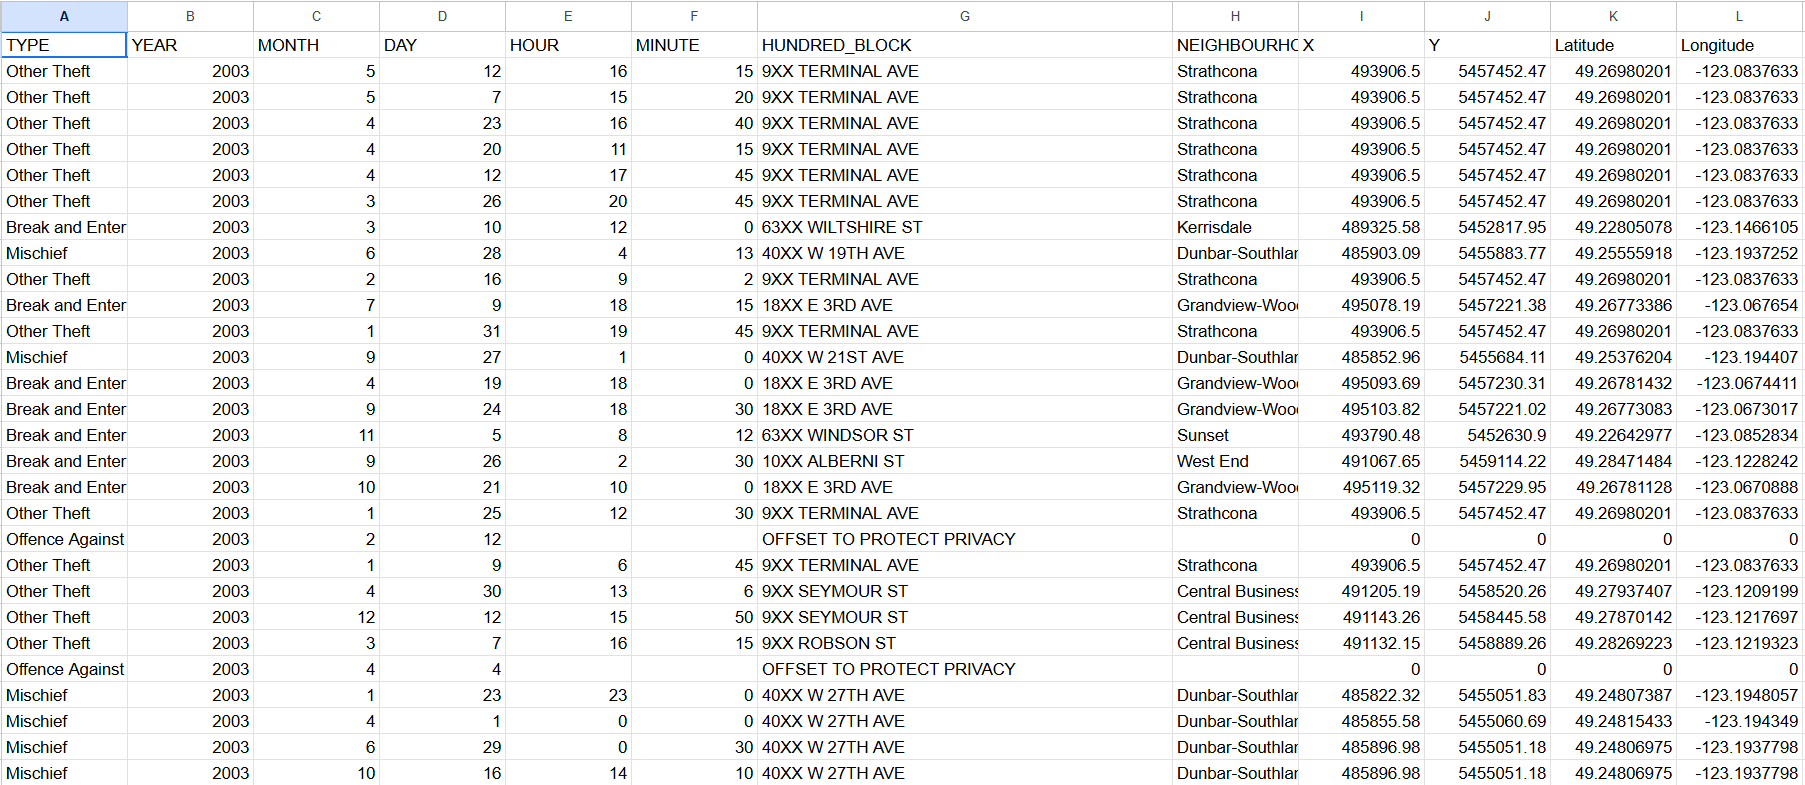 A B C D E F G H I J K L
TYPE YEAR MONTH DAY HOUR MINUTE HUNDRED_BLOCK NEIGHBOURHO X Y Latitude Longitude
Other Theft 2003 5 12 16 15 9XX TERMINAL AVE Strathcona 493906.5 5457452.47 49.26980201 -123.0837633
Other Theft 2003 5 7 15 20 9XX TERMINAL AVE Strathcona 493906.5 5457452.47 49.26980201 -123.0837633
Other Theft 2003 4 23 16 40 9XX TERMINAL AVE Strathcona 493906.5 5457452.47 49.26980201 -123.0837633
Other Theft 2003 4 20 11 15 9XX TERMINAL AVE Strathcona 493906.5 5457452.47 49.26980201 -123.0837633
Other Theft 2003 4 12 17 45 9XX TERMINAL AVE Strathcona 493906.5 5457452.47 49.26980201 -123.0837633
Other Theft 2003 3 26 20 45 9XX TERMINAL AVE Strathcona 493906.5 5457452.47 49.26980201 -123.0837633
Break and Enter 2003 3 10 12 0 63XX WILTSHIRE ST Kerrisdale 489325.58 5452817.95 49.22805078 -123.1466105
Mischief 2003 6 28 4 13 40XX W 19TH AVE Dunbar-Southlan 485903.09 5455883.77 49.25555918 -123.1937252
Other Theft 2003 2 16 9 2 9XX TERMINAL AVE Strathcona 493906.5 5457452.47 49.26980201 -123.0837633
Break and Enter 2003 7 9 18 15 18XX E 3RD AVE Grandview-Woo 495078.19 5457221.38 49.26773386 -123.067654
Other Theft 2003 1 31 19 45 9XX TERMINAL AVE Strathcona 493906.5 5457452.47 49.26980201 -123.0837633
Mischief 2003 9 27 1 0 40XX W 21ST AVE Dunbar-Southlan 485852.96 5455684.11 49.25376204 -123.194407
Break and Enter 2003 4 19 18 0 18XX E 3RD AVE Grandview-Woo 495093.69 5457230.31 49.26781432 -123.0674411
Break and Enter 2003 9 24 18 30 18XX E 3RD AVE Grandview-Woo 495103.82 5457221.02 49.26773083 -123.0673017
Break and Enter 2003 11 5 8 12 63XX WINDSOR ST Sunset 493790.48 5452630.9 49.22642977 -123.0852834
Break and Enter 2003 9 26 2 30 10XX ALBERNI ST West End 491067.65 5459114.22 49.28471484 -123.1228242
Break and Enter 2003 10 21 10 0 18XX E 3RD AVE Grandview-Woo 495119.32 5457229.95 49.26781128 -123.0670888
Other Theft 2003 1 25 12 30 9XX TERMINAL AVE Strathcona 493906.5 5457452.47 49.26980201 -123.0837633
Offence Against 2003 2 12 OFFSET TO PROTECT PRIVACY 0 0 0 0
Other Theft 2003 1 9 6 45 9XX TERMINAL AVE Strathcona 493906.5 5457452.47 49.26980201 -123.0837633
Other Theft 2003 4 30 13 6 9XX SEYMOUR ST Central Business 491205.19 5458520.26 49.27937407 -123.1209199
Other Theft 2003 12 12 15 50 9XX SEYMOUR ST Central Business 491143.26 5458445.58 49.27870142 -123.1217697
Other Theft 2003 3 7 16 15 9XX ROBSON ST Central Business 491132.15 5458889.26 49.28269223 -123.1219323
Offence Against 2003 4 4 OFFSET TO PROTECT PRIVACY 0 0 0 0
Mischief 2003 1 23 23 0 40XX W 27TH AVE Dunbar-Southlan 485822.32 5455051.83 49.24807387 -123.1948057
Mischief 2003 4 1 0 0 40XX W 27TH AVE Dunbar-Southlan 485855.58 5455060.69 49.24815433 -123.194349
Mischief 2003 6 29 0 30 40XX W 27TH AVE Dunbar-Southlan 485896.98 5455051.18 49.24806975 -123.1937798
Mischief 2003 10 16 14 10 40XX W 27TH AVE Dunbar-Southlan 485896.98 5455051.18 49.24806975 -123.1937798